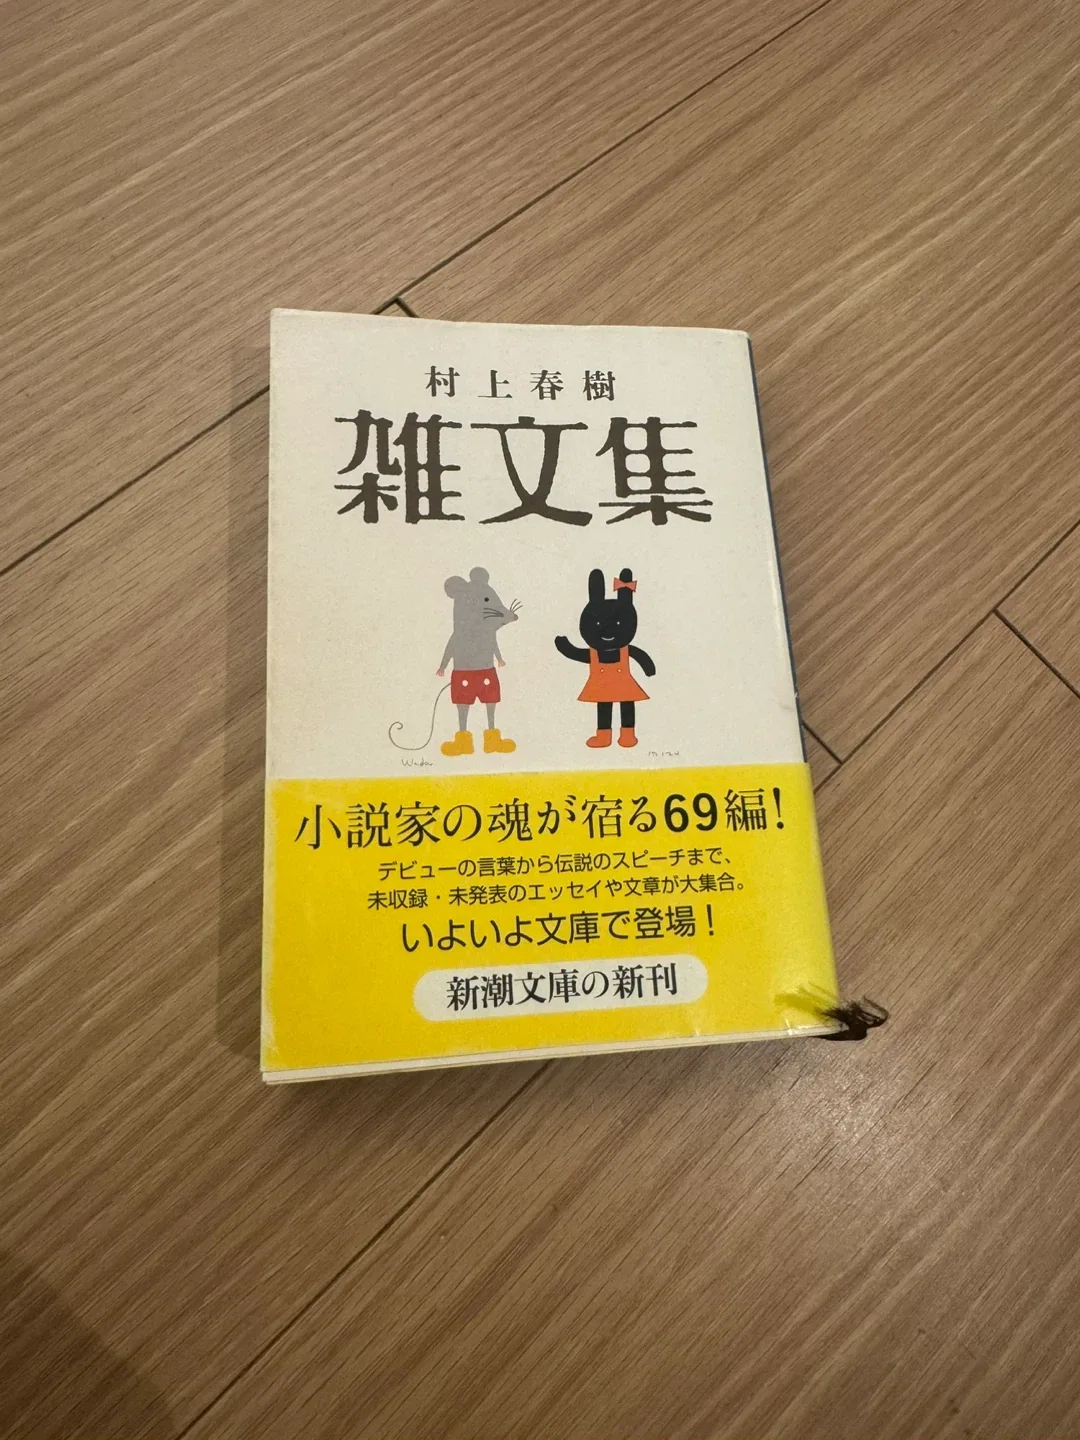 村上春樹
雑文集
Wada
小説家の魂が宿る69編!
デビューの言葉から伝説のスピーチまで、
未収録・未発表のエッセイや文章が大集合。
いよいよ文庫で登場!
新潮文庫の新刊